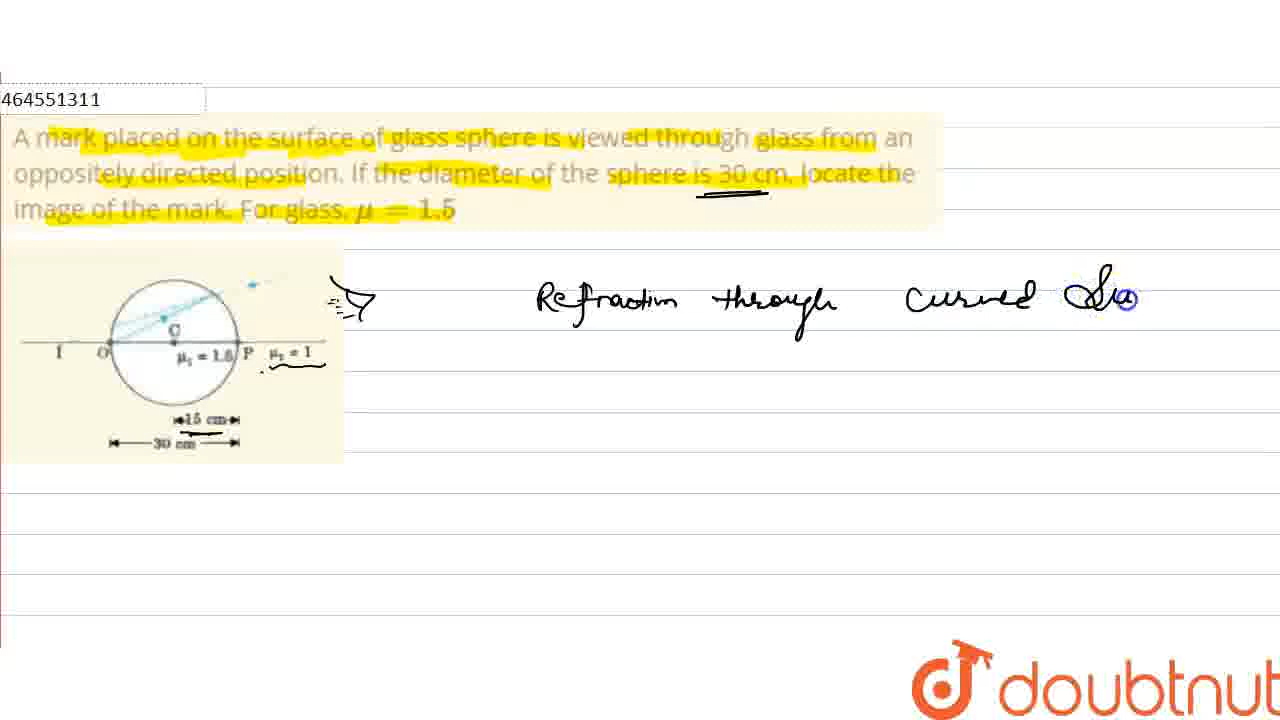 464551311
A mark placed on the surface of glass sphere is viewed through glass from an
oppositely directed position. If the diameter of the sphere is 30 cm, locate the
image of the mark. For glass, μ = 1.5
Refraction through curved Su
C
I O μ₁ = 1.5 P μ₂ = 1
15 cm
30 cm
doubtnut